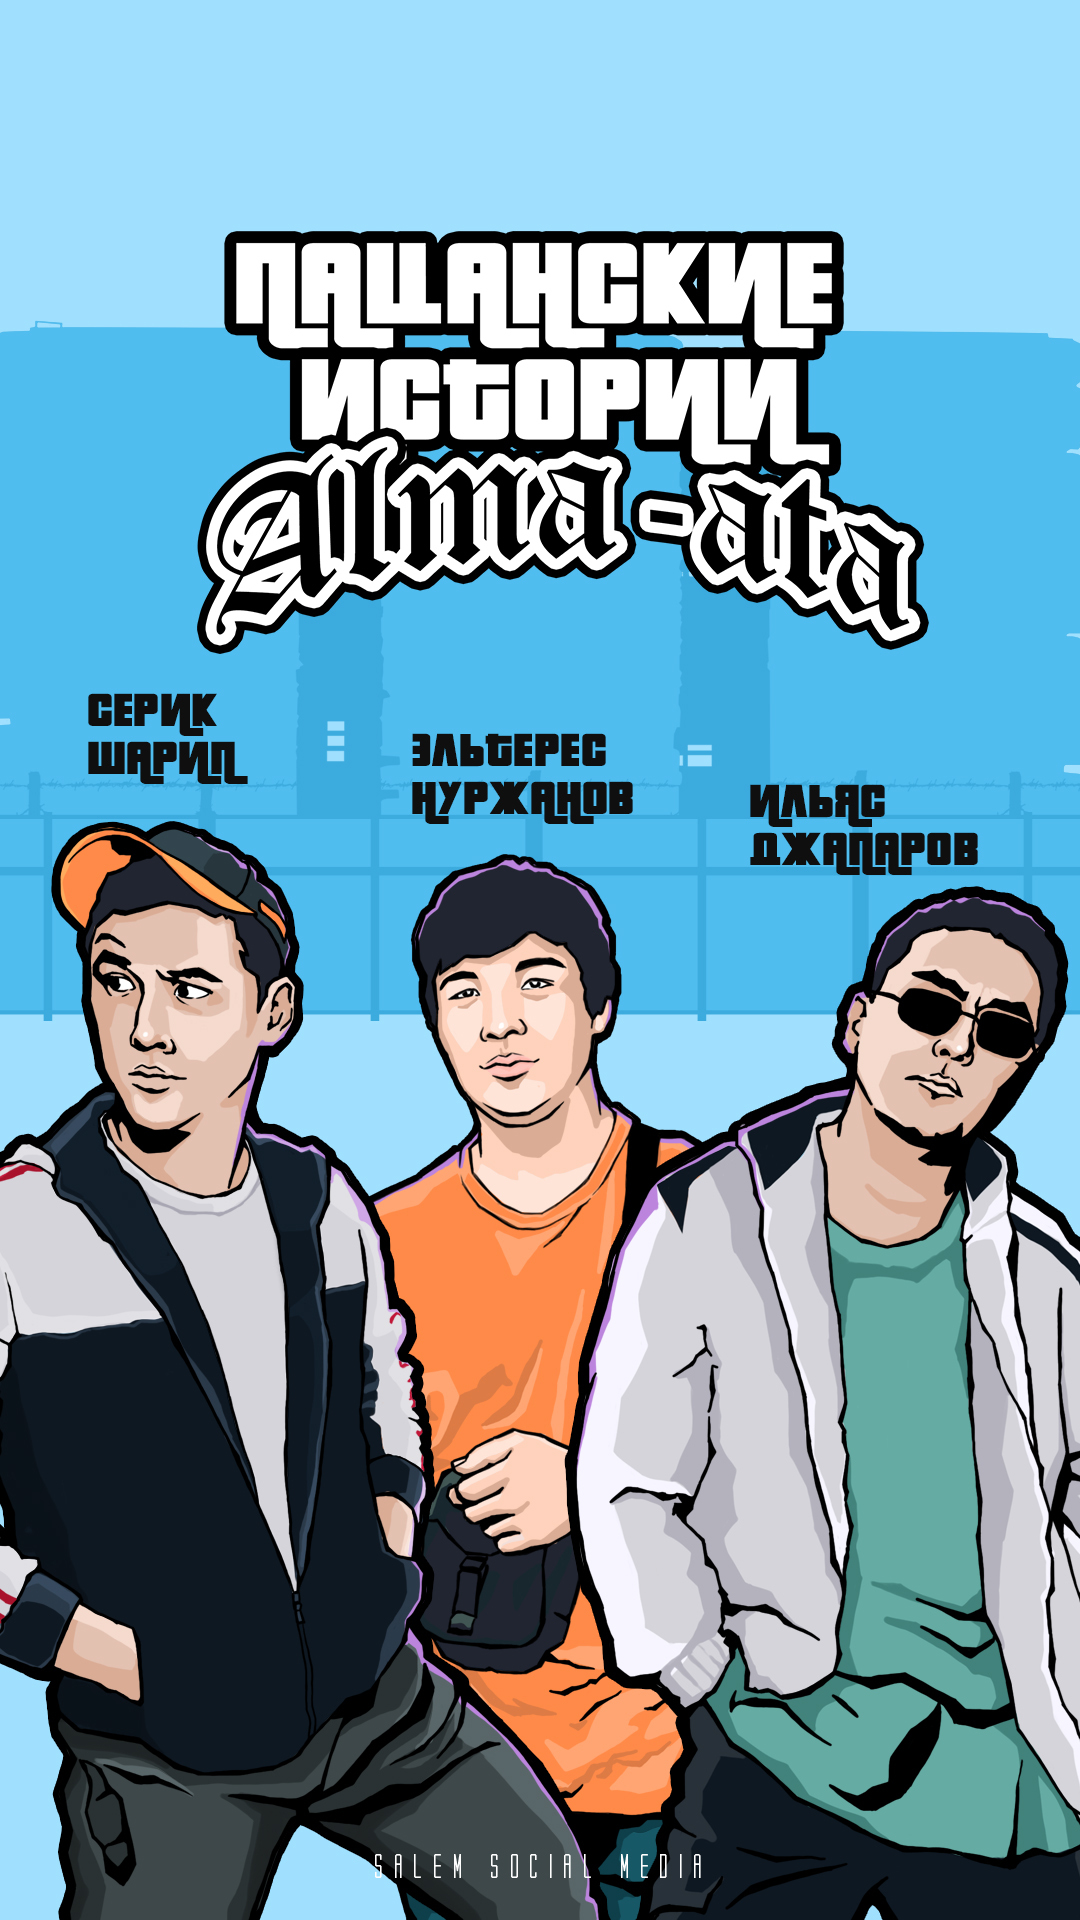 ПАЦАНСКИЕ
ИСТОРИИ
Alma-ata
СЕРИК
ШАРИП
ЭЛЬТЕРЕС
НУРЖАНОВ
ИЛЬЯС
ДЖАПАРОВ
SALEM SOCIAL MEDIA